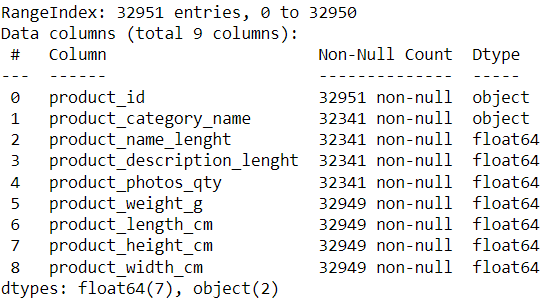 RangeIndex: 32951 entries, 0 to 32950
Data columns (total 9 columns):
 #   Column                      Non-Null Count  Dtype
---  ------                      --------------  -----
 0   product_id                  32951 non-null  object
 1   product_category_name       32341 non-null  object
 2   product_name_lenght         32341 non-null  float64
 3   product_description_lenght  32341 non-null  float64
 4   product_photos_qty          32341 non-null  float64
 5   product_weight_g            32949 non-null  float64
 6   product_length_cm           32949 non-null  float64
 7   product_height_cm           32949 non-null  float64
 8   product_width_cm            32949 non-null  float64
dtypes: float64(7), object(2)